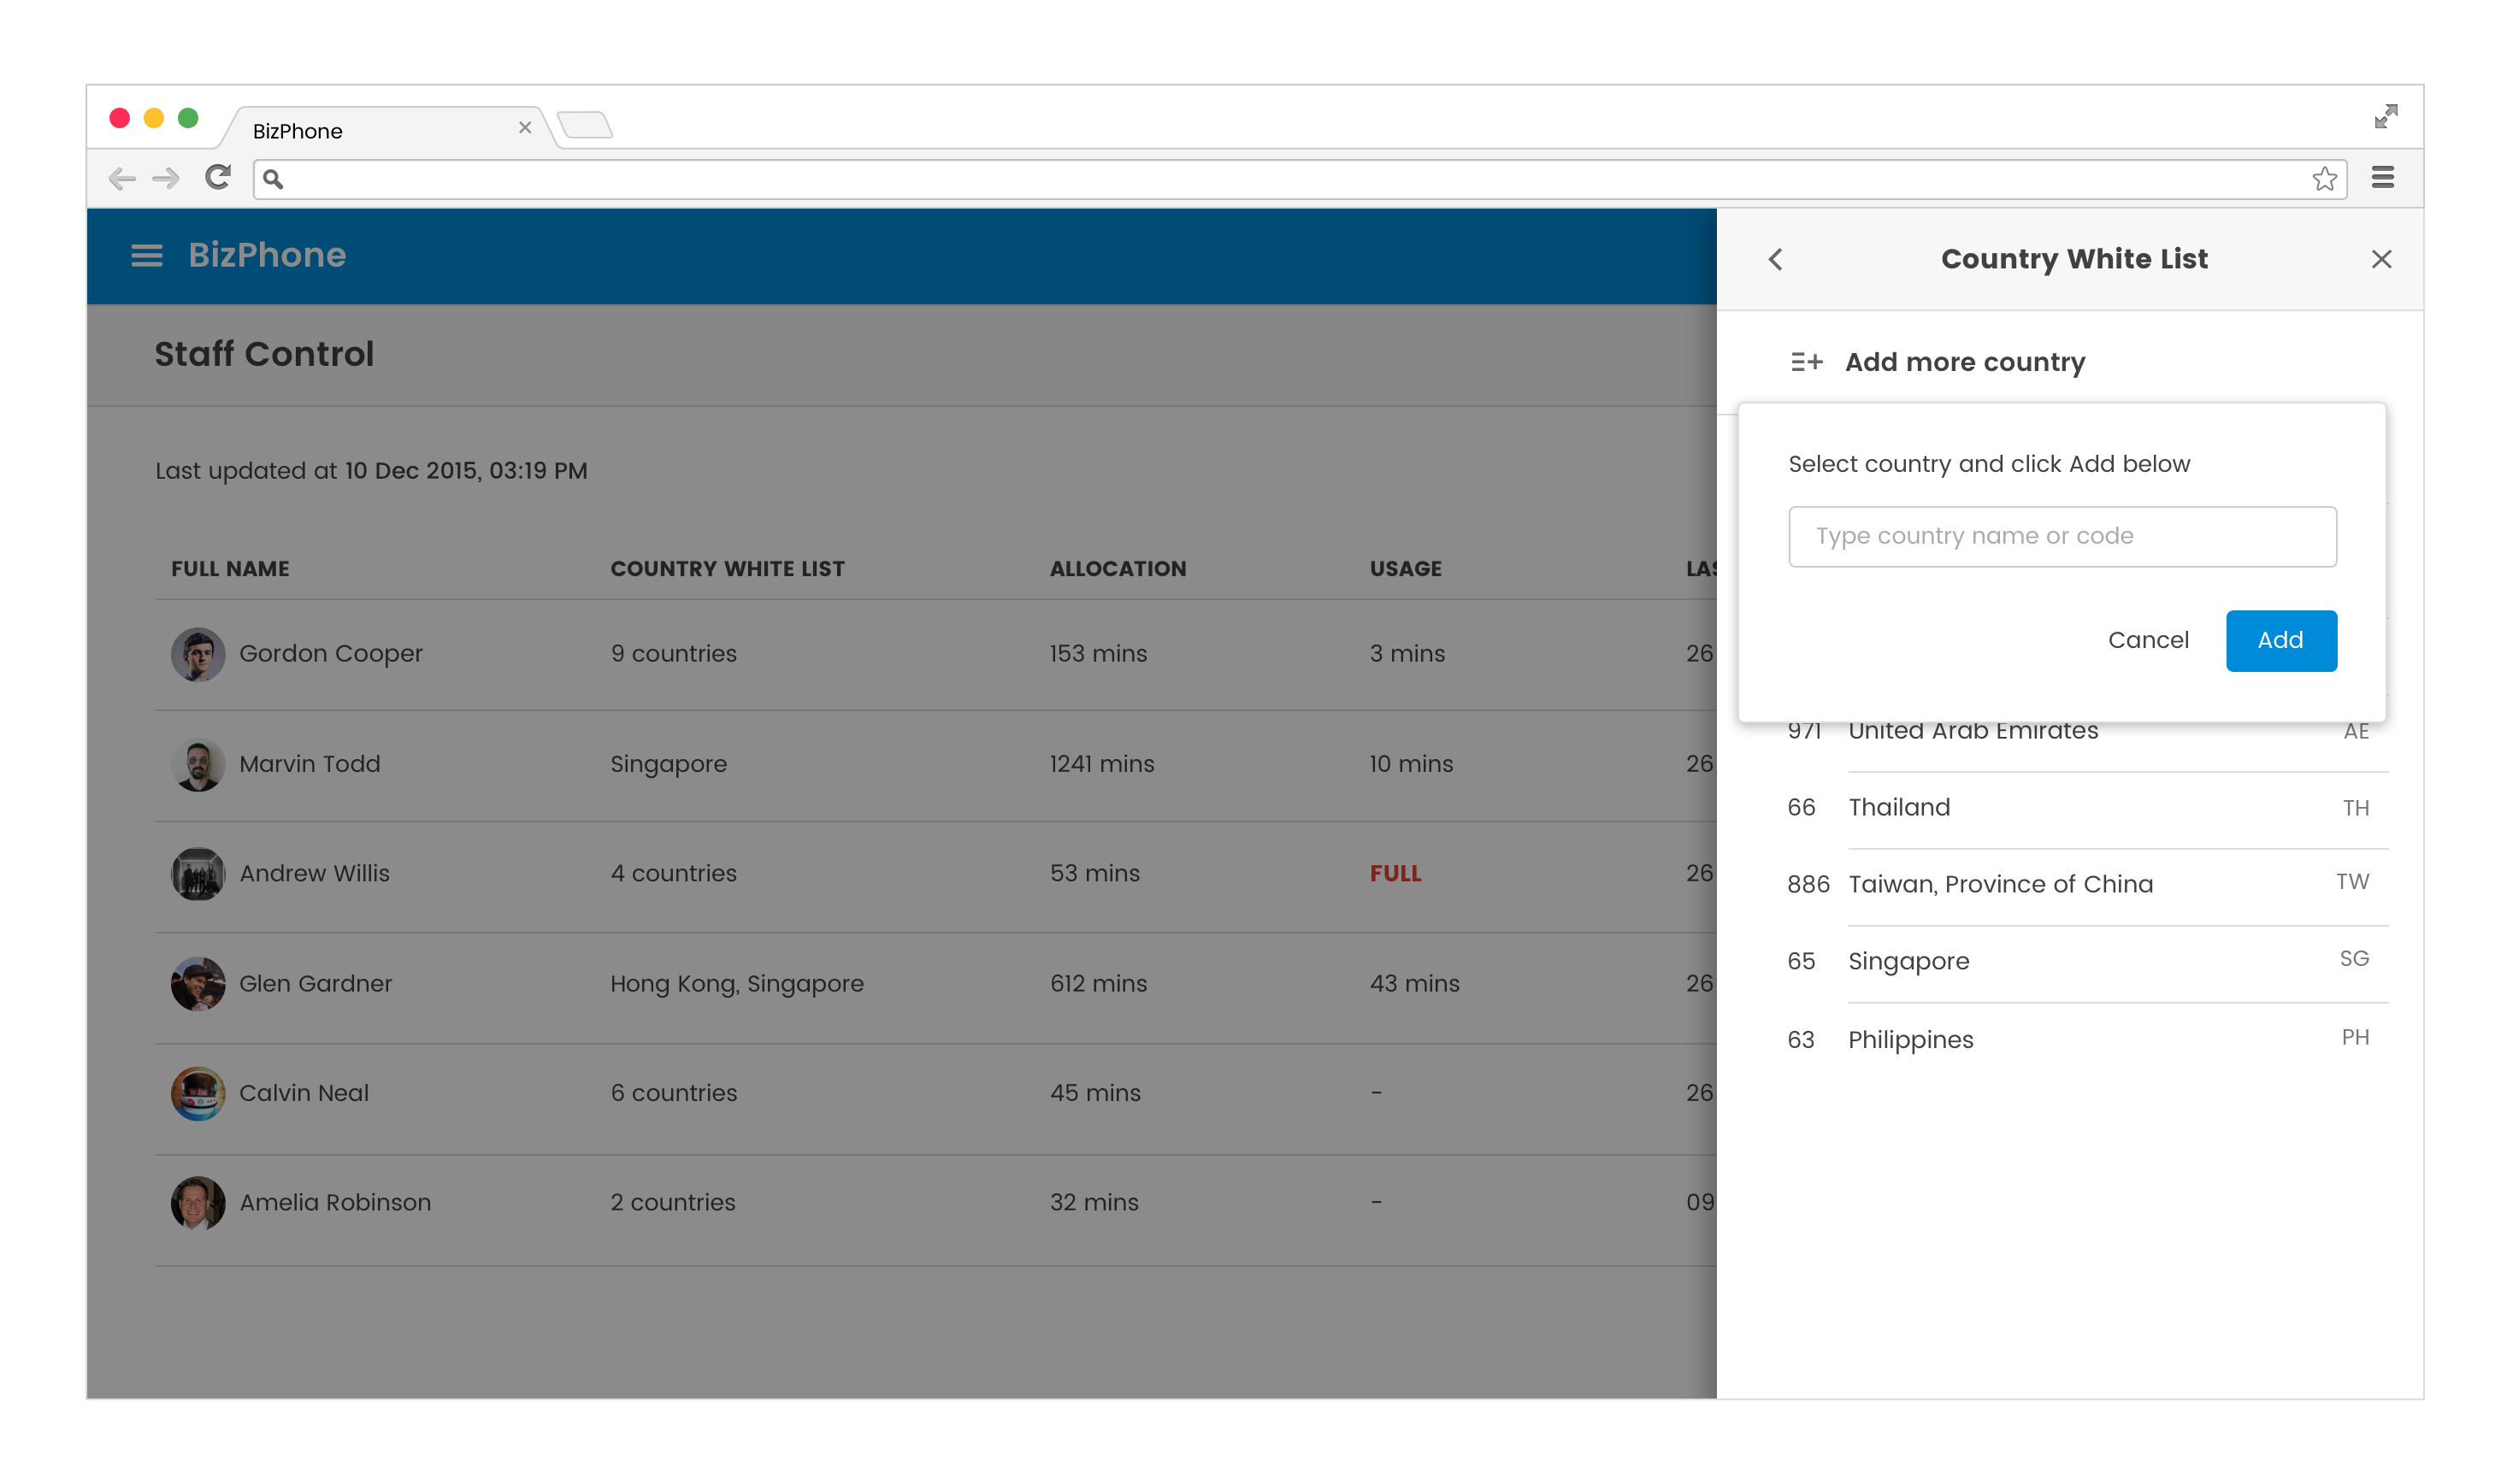 BizPhone
BizPhone
Staff Control
Last updated at 10 Dec 2015, 03:19 PM
FULL NAME COUNTRY WHITE LIST ALLOCATION USAGE
Gordon Cooper 9 countries 153 mins 3 mins 26
Marvin Todd Singapore 1241 mins 10 mins 26
Andrew Willis 4 countries 53 mins FULL 26
Glen Gardner Hong Kong, Singapore 612 mins 43 mins 26
Calvin Neal 6 countries 45 mins - 26
Amelia Robinson 2 countries 32 mins - 09
Country White List
Add more country
Select country and click Add below
Type country name or code
Cancel Add
971 United Arab Emirates AE
66 Thailand TH
886 Taiwan, Province of China TW
65 Singapore SG
63 Philippines PH